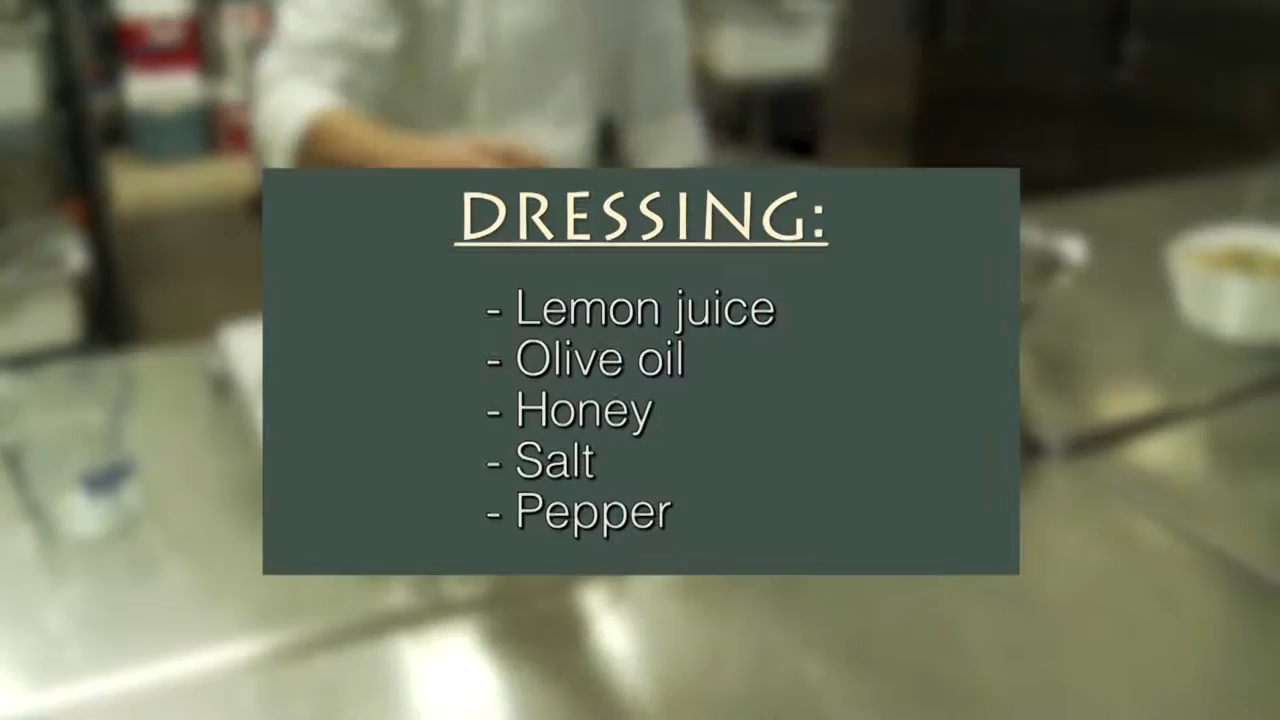 DRESSING:
- Lemon juice
- Olive oil
- Honey
- Salt
- Pepper